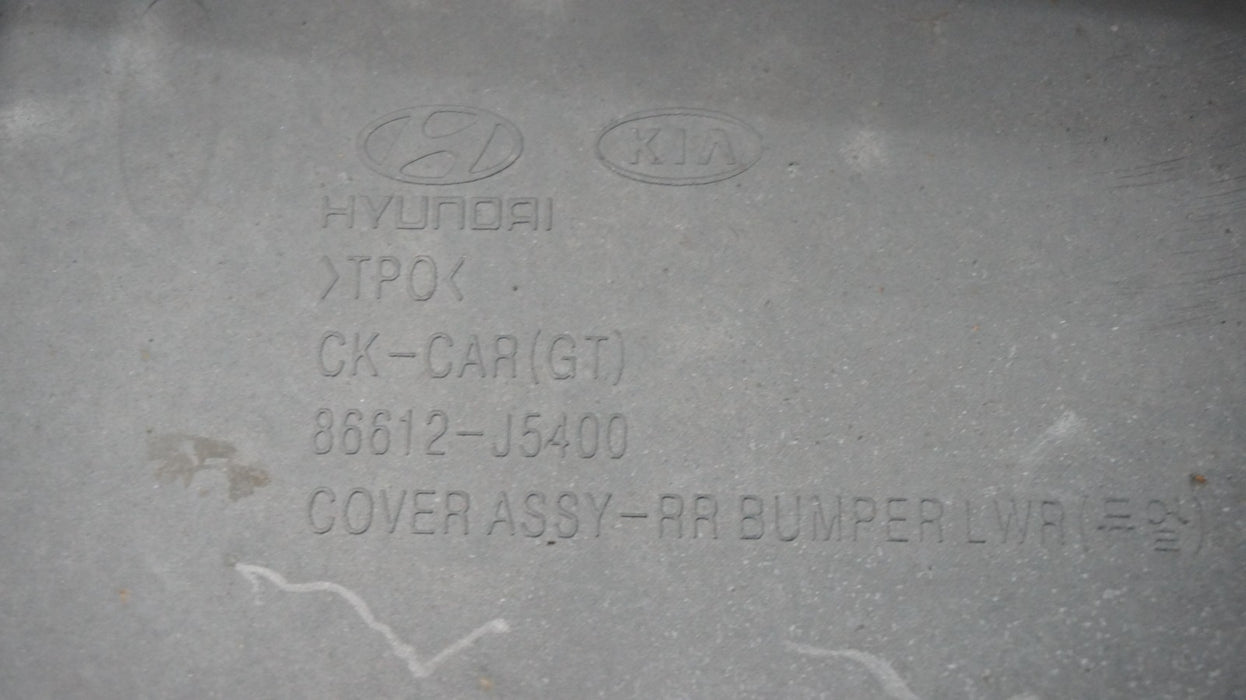 KIA
HYUNDAI
>TPO<
CK-CAR(GT)
86612-J5400
COVER ASSY-RR BUMPER LWR